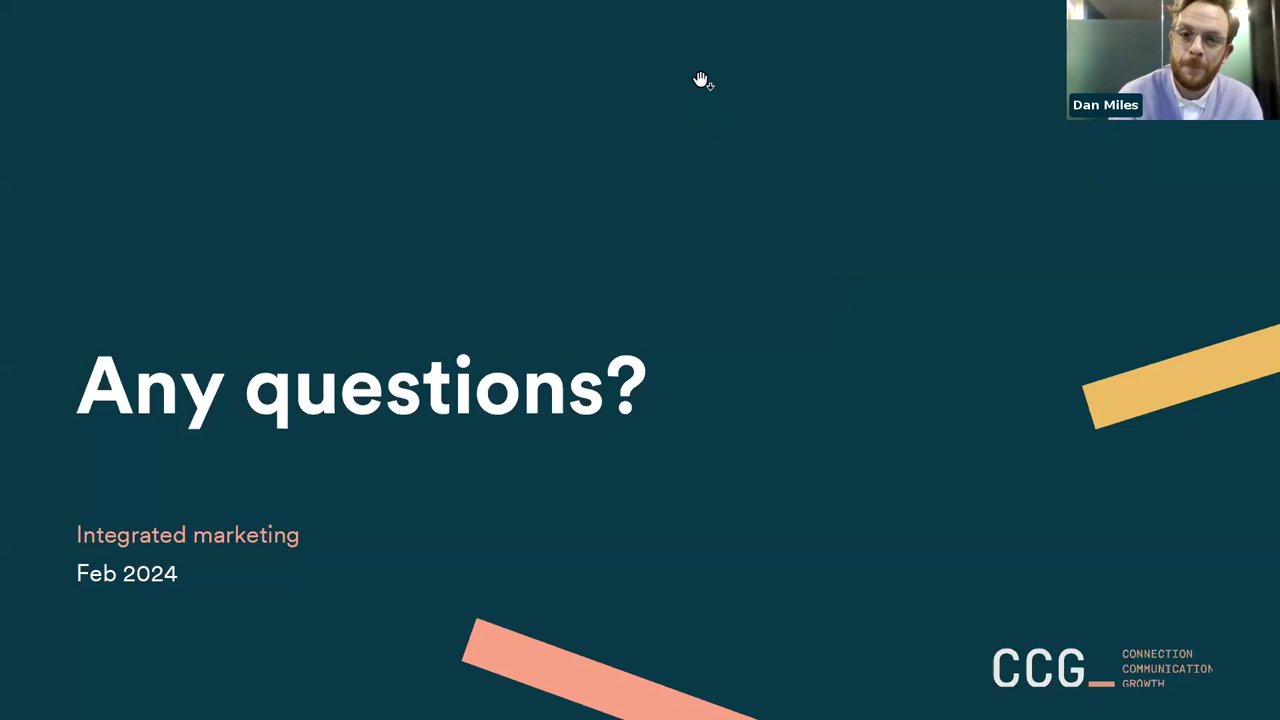 Dan Miles
Any questions?
Integrated marketing
Feb 2024
CCG_
CONNECTION
COMMUNICATION
GROWTH